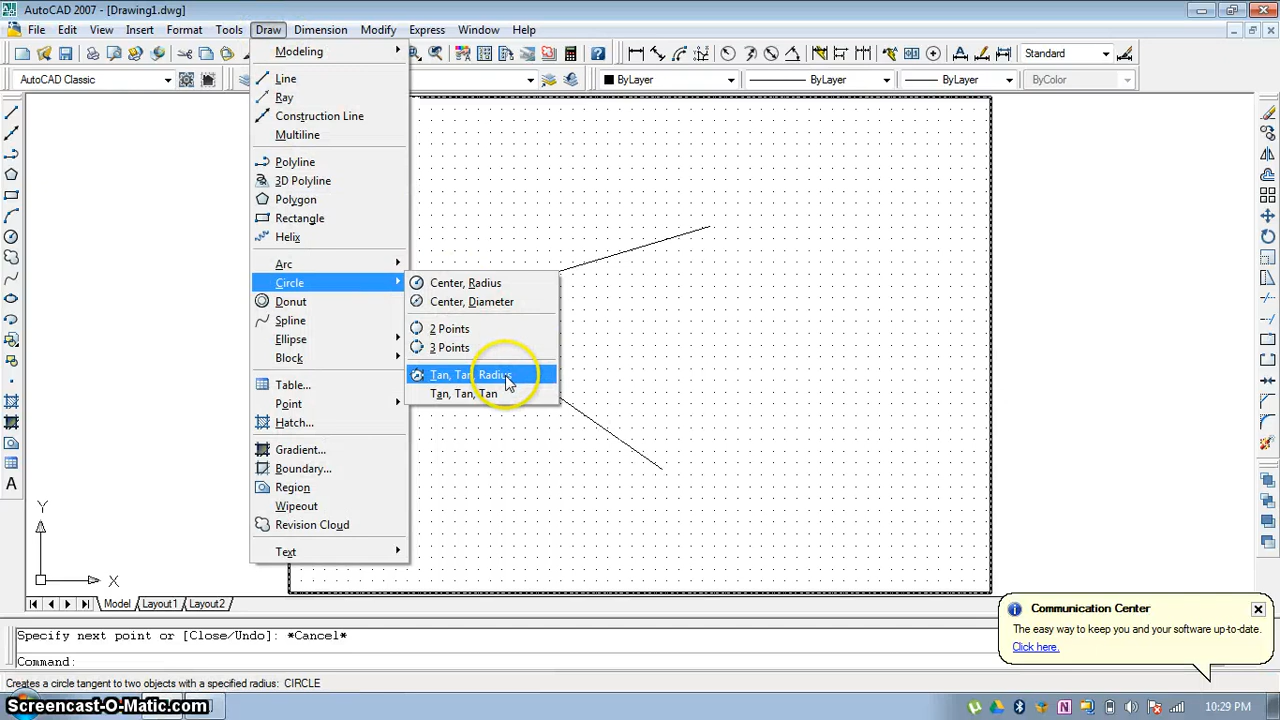 AutoCAD 2007 - [Drawing1.dwg]
File Edit View Insert Format Tools Draw Dimension Modify Express Window Help
Standard
AutoCAD Classic
ByLayer
ByLayer
ByLayer
ByColor
Modeling
Line
Ray
Construction Line
Multiline
Polyline
3D Polyline
Polygon
Rectangle
Helix
Arc
Circle
Donut
Spline
Ellipse
Block
Table...
Point
Hatch...
Gradient...
Boundary...
Region
Wipeout
Revision Cloud
Text
Center, Radius
Center, Diameter
2 Points
3 Points
Tan, Tan, Radius
Tan, Tan, Tan
A
Y
X
Model Layout1 Layout2
Communication Center
The easy way to keep you and your software up-to-date.
Click here.
Specify next point or [Close/Undo]: *Cancel*
Command:
Creates a circle tangent to two objects with a specified radius: CIRCLE
Screencast-O-Matic.com
10:29 PM